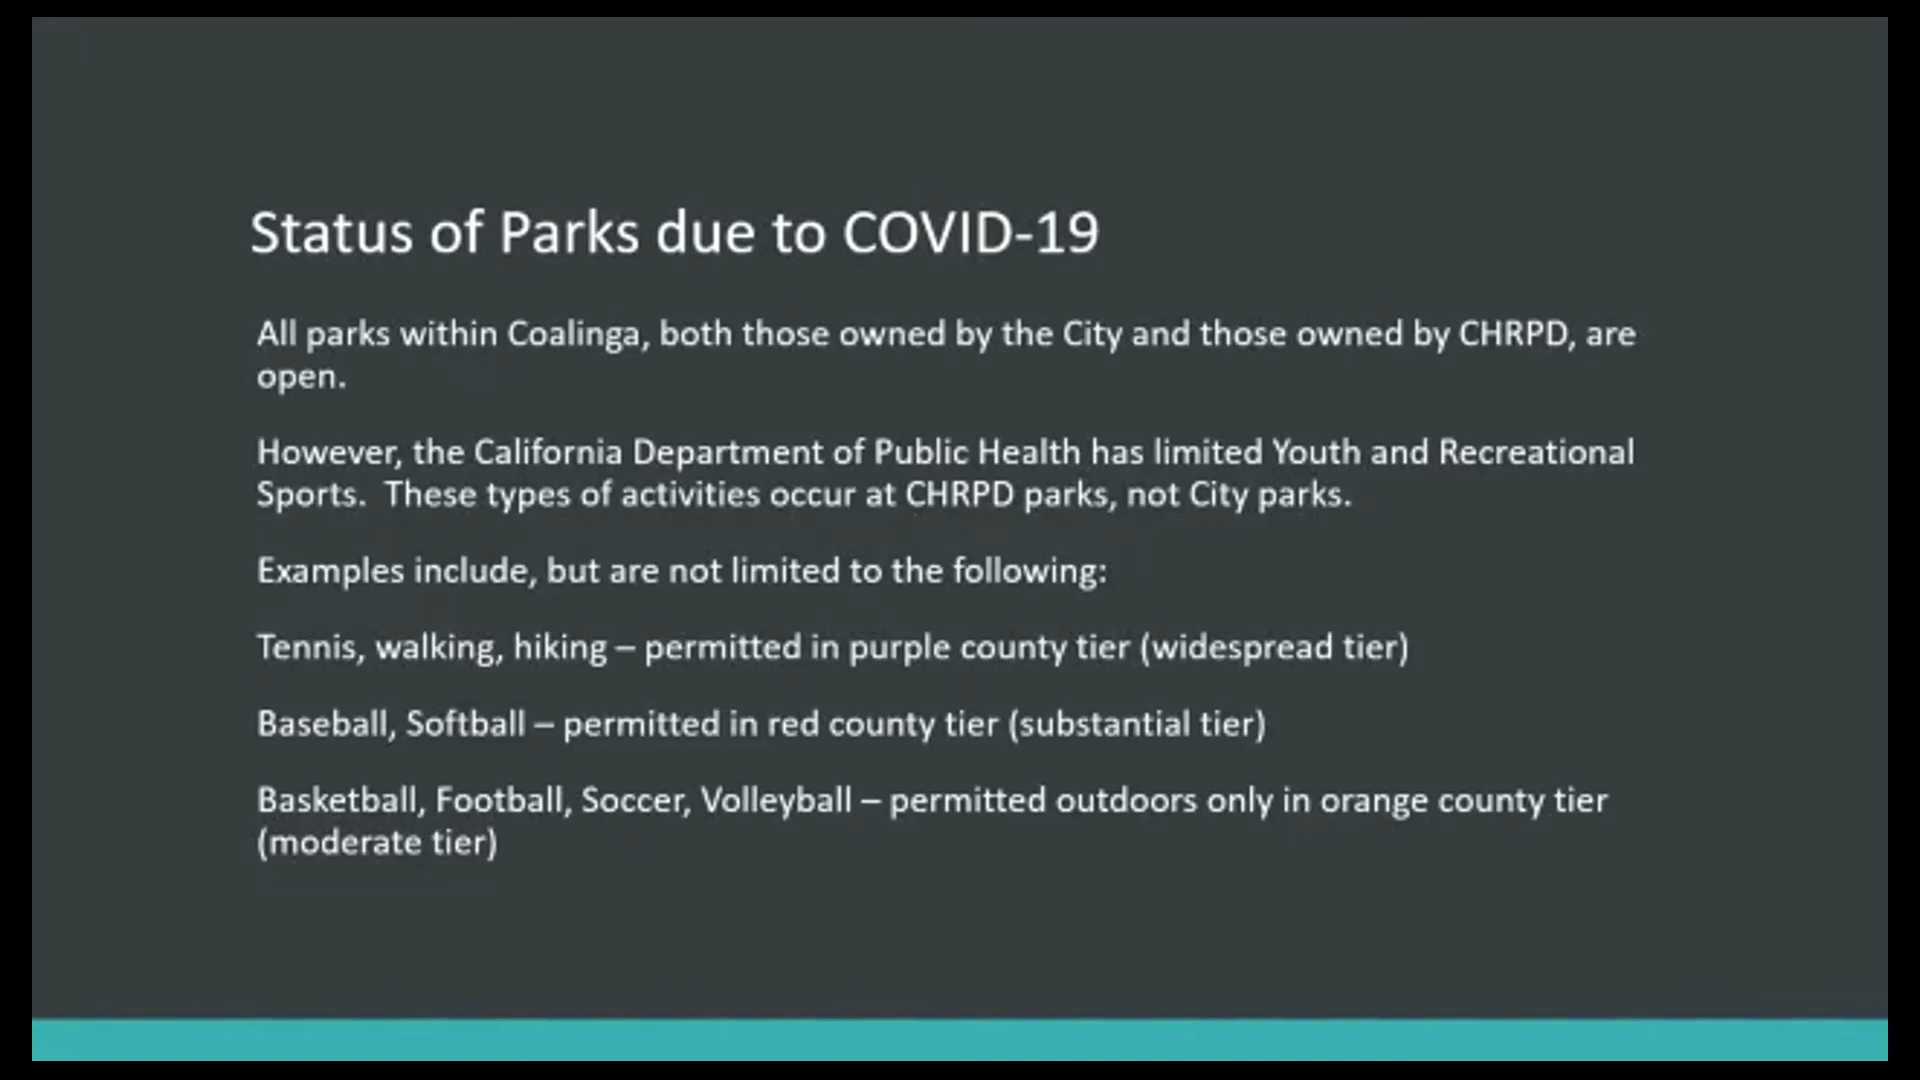 Status of Parks due to COVID-19
All parks within Coalinga, both those owned by the City and those owned by CHRPD, are
open.
However, the California Department of Public Health has limited Youth and Recreational
Sports.  These types of activities occur at CHRPD parks, not City parks.
Examples include, but are not limited to the following:
Tennis, walking, hiking – permitted in purple county tier (widespread tier)
Baseball, Softball – permitted in red county tier (substantial tier)
Basketball, Football, Soccer, Volleyball – permitted outdoors only in orange county tier
(moderate tier)